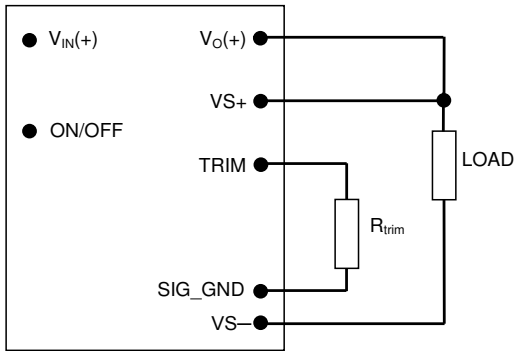 V_IN(+)
V_O(+)
VS+
ON/OFF
TRIM
LOAD
R_trim
SIG_GND
VS─